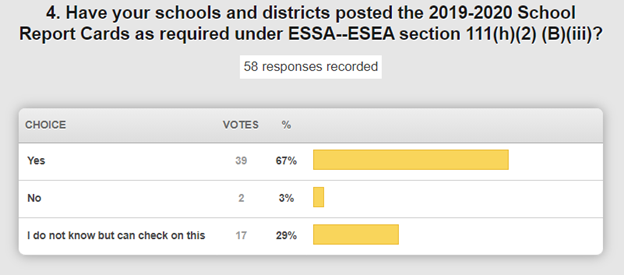 4. Have your schools and districts posted the 2019-2020 School
Report Cards as required under ESSA--ESEA section 111(h)(2) (B)(iii)?
58 responses recorded
CHOICE VOTES %
Yes 39 67%
No 2 3%
I do not know but can check on this 17 29%